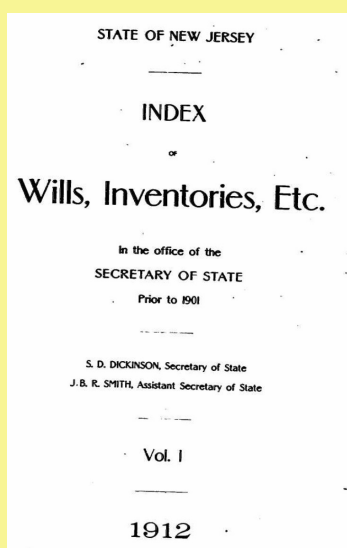 STATE OF NEW JERSEY
INDEX
OF
Wills, Inventories, Etc.
In the office of the
SECRETARY OF STATE
Prior to 1901
S. D. DICKINSON, Secretary of State
J. B. R. SMITH, Assistant Secretary of State
Vol. I
1912